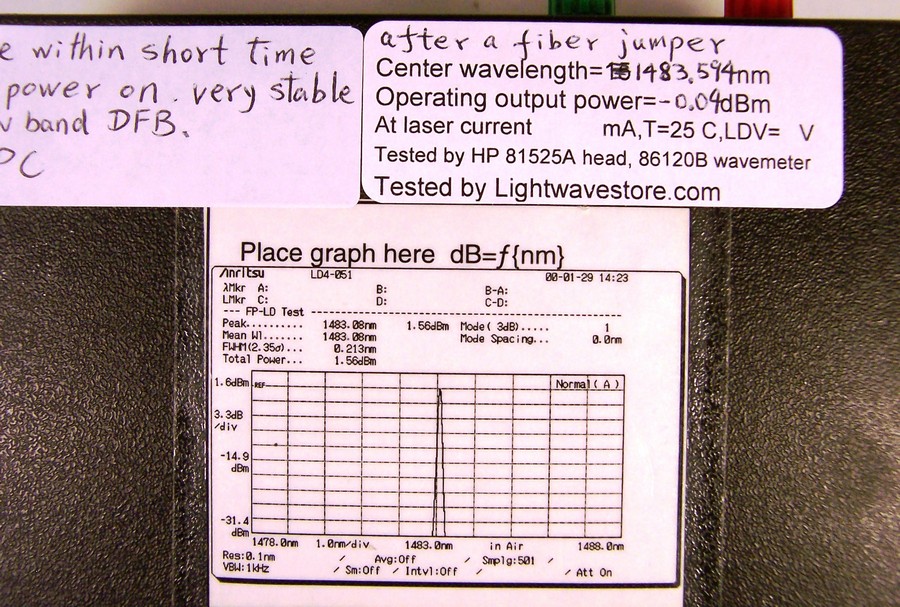 e within short time
power on. very stable
band DFB.
after a fiber jumper
Center wavelength= 1483.594nm
Operating output power=-0.04dBm
At laser current mA,T=25 C,LDV= V
Tested by HP 81525A head, 86120B wavemeter
Tested by Lightwavestore.com
Place graph here dB=ƒ{nm}
Anritsu LD4-051 00-01-29 14:23
λMkr A: B: B-A:
LMkr C: D: C-D:
--- FP-LD Test ---
Peak.......... 1483.08nm 1.56dBm Mode( 3dB)..... 1
Mean Wl....... 1483.08nm Mode Spacing... 0.0nm
FWHM(2.35σ)... 0.213nm
Total Power... 1.56dBm
1.6dBm REF Normal(A)
3.3dB
/div
-14.9
dBm
-31.4
dBm
1478.0nm 1.0nm/div 1483.0nm in Air 1488.0nm
Res:0.1nm / Avg:Off / Smplg:501 /
VBW:1kHz / Sm:Off / Intvl:Off / / Att On